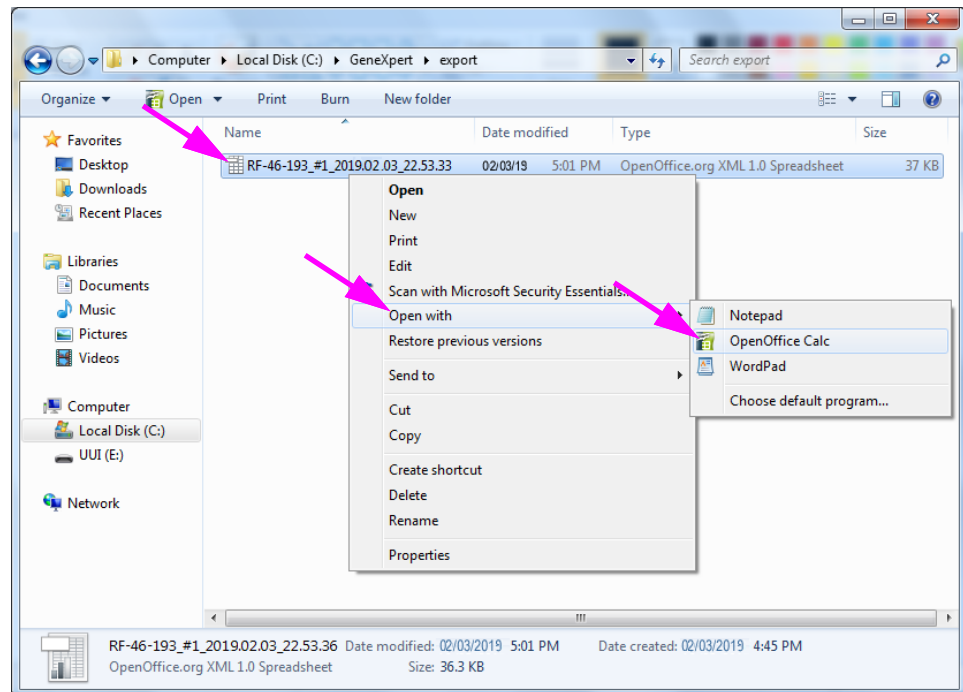 Computer Local Disk (C:) GeneXpert export Search export
Organize Open Print Burn New folder
Name Date modified Type Size
Favorites
Desktop
Downloads
Recent Places
Libraries
Documents
Music
Pictures
Videos
Computer
Local Disk (C:)
UUI (E:)
Network
RF-46-193_#1_2019.02.03_22.53.33 02/03/19 5:01 PM OpenOffice.org XML 1.0 Spreadsheet 37 KB
Open
New
Print
Edit
Scan with Microsoft Security Essentials...
Open with
Restore previous versions
Send to
Cut
Copy
Create shortcut
Delete
Rename
Properties
Notepad
OpenOffice Calc
WordPad
Choose default program...
RF-46-193_#1_2019.02.03_22.53.36 Date modified: 02/03/2019 5:01 PM Date created: 02/03/2019 4:45 PM
OpenOffice.org XML 1.0 Spreadsheet Size: 36.3 KB